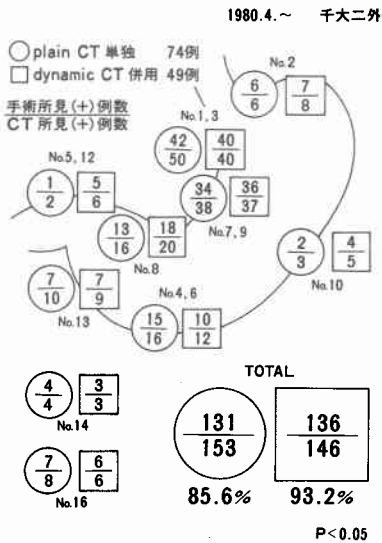 1980.4.～ 千大二外
○ plain CT 単独 74例
□ dynamic CT 併用 49例
手術所見(+)例数
CT 所見(+)例数
No.2
6/6 7/8
No.1, 3
42/50 40/40
No.5, 12
1/2 5/6
34/38 36/37
No.7, 9
13/16 18/20
No.8
2/3 4/5
No.10
7/10 7/9
No.13
No.4, 6
15/16 10/12
4/4 3/3
No.14
7/8 6/6
No.16
TOTAL
131/153 136/146
85.6% 93.2%
P<0.05